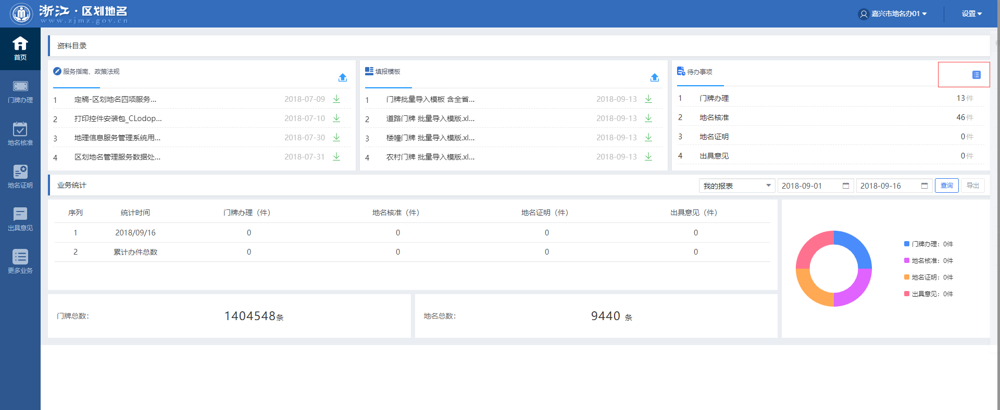 浙江·区划地名
www.zjmz.gov.cn
嘉兴市地名办01
设置
首页
门牌办理
地名核准
地名证明
出具意见
更多业务
资料目录
服务指南、政策法规
1 定稿-区划地名四项服务... 2018-07-09
2 打印控件安装包_CLodop... 2018-07-10
3 地理信息服务管理系统用... 2018-07-30
4 区划地名管理服务数据处... 2018-07-31
填报模板
1 门牌批量导入模板 含全省... 2018-09-13
2 道路门牌 批量导入模版.xl... 2018-09-13
3 楼幢门牌 批量导入模版.xl... 2018-09-13
4 农村门牌 批量导入模版.xl... 2018-09-13
待办事项
1 门牌办理 13件
2 地名核准 46件
3 地名证明 0件
4 出具意见 0件
业务统计
我的报表 2018-09-01 2018-09-16 查询 导出
序列 统计时间 门牌办理（件） 地名核准（件） 地名证明（件） 出具意见（件）
1 2018/09/16 0 0 0 0
2 累计办件总数 0 0 0 0
门牌办理：0件
地名核准：0件
地名证明：0件
出具意见：0件
门牌总数： 1404548条
地名总数： 9440 条